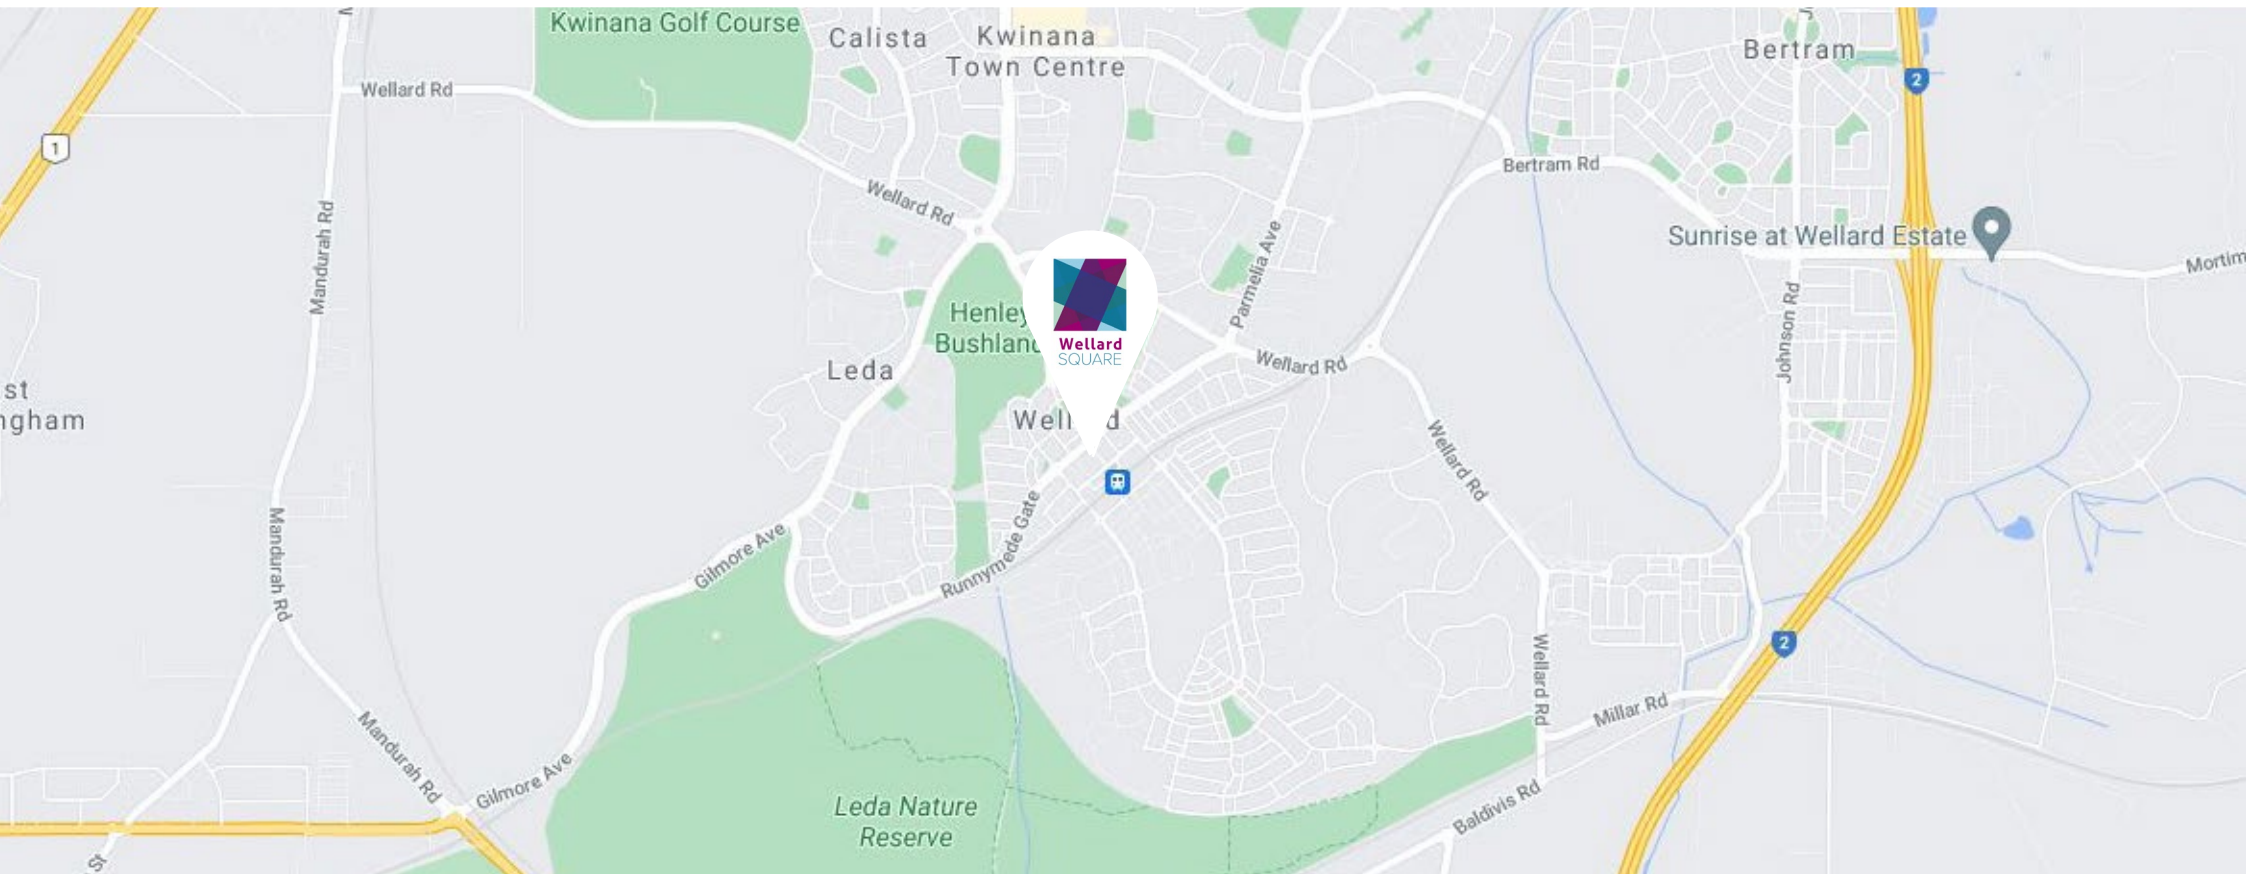 Kwinana Golf Course
Calista
Kwinana
Town Centre
Bertram
2
Wellard Rd
1
Bertram Rd
Wellard Rd
Mandurah Rd
Parmelia Ave
Sunrise at Wellard Estate
Mortim
Johnson Rd
Henley
Bushland
Wellard
SQUARE
Wellard Rd
Leda
st
ngham
Well
d
Wellard Rd
Runnymede Gate
Gilmore Ave
Mandurah Rd
2
Wellard Rd
Millar Rd
Mandurah Rd
Gilmore Ave
Baldivis Rd
Leda Nature
Reserve
St